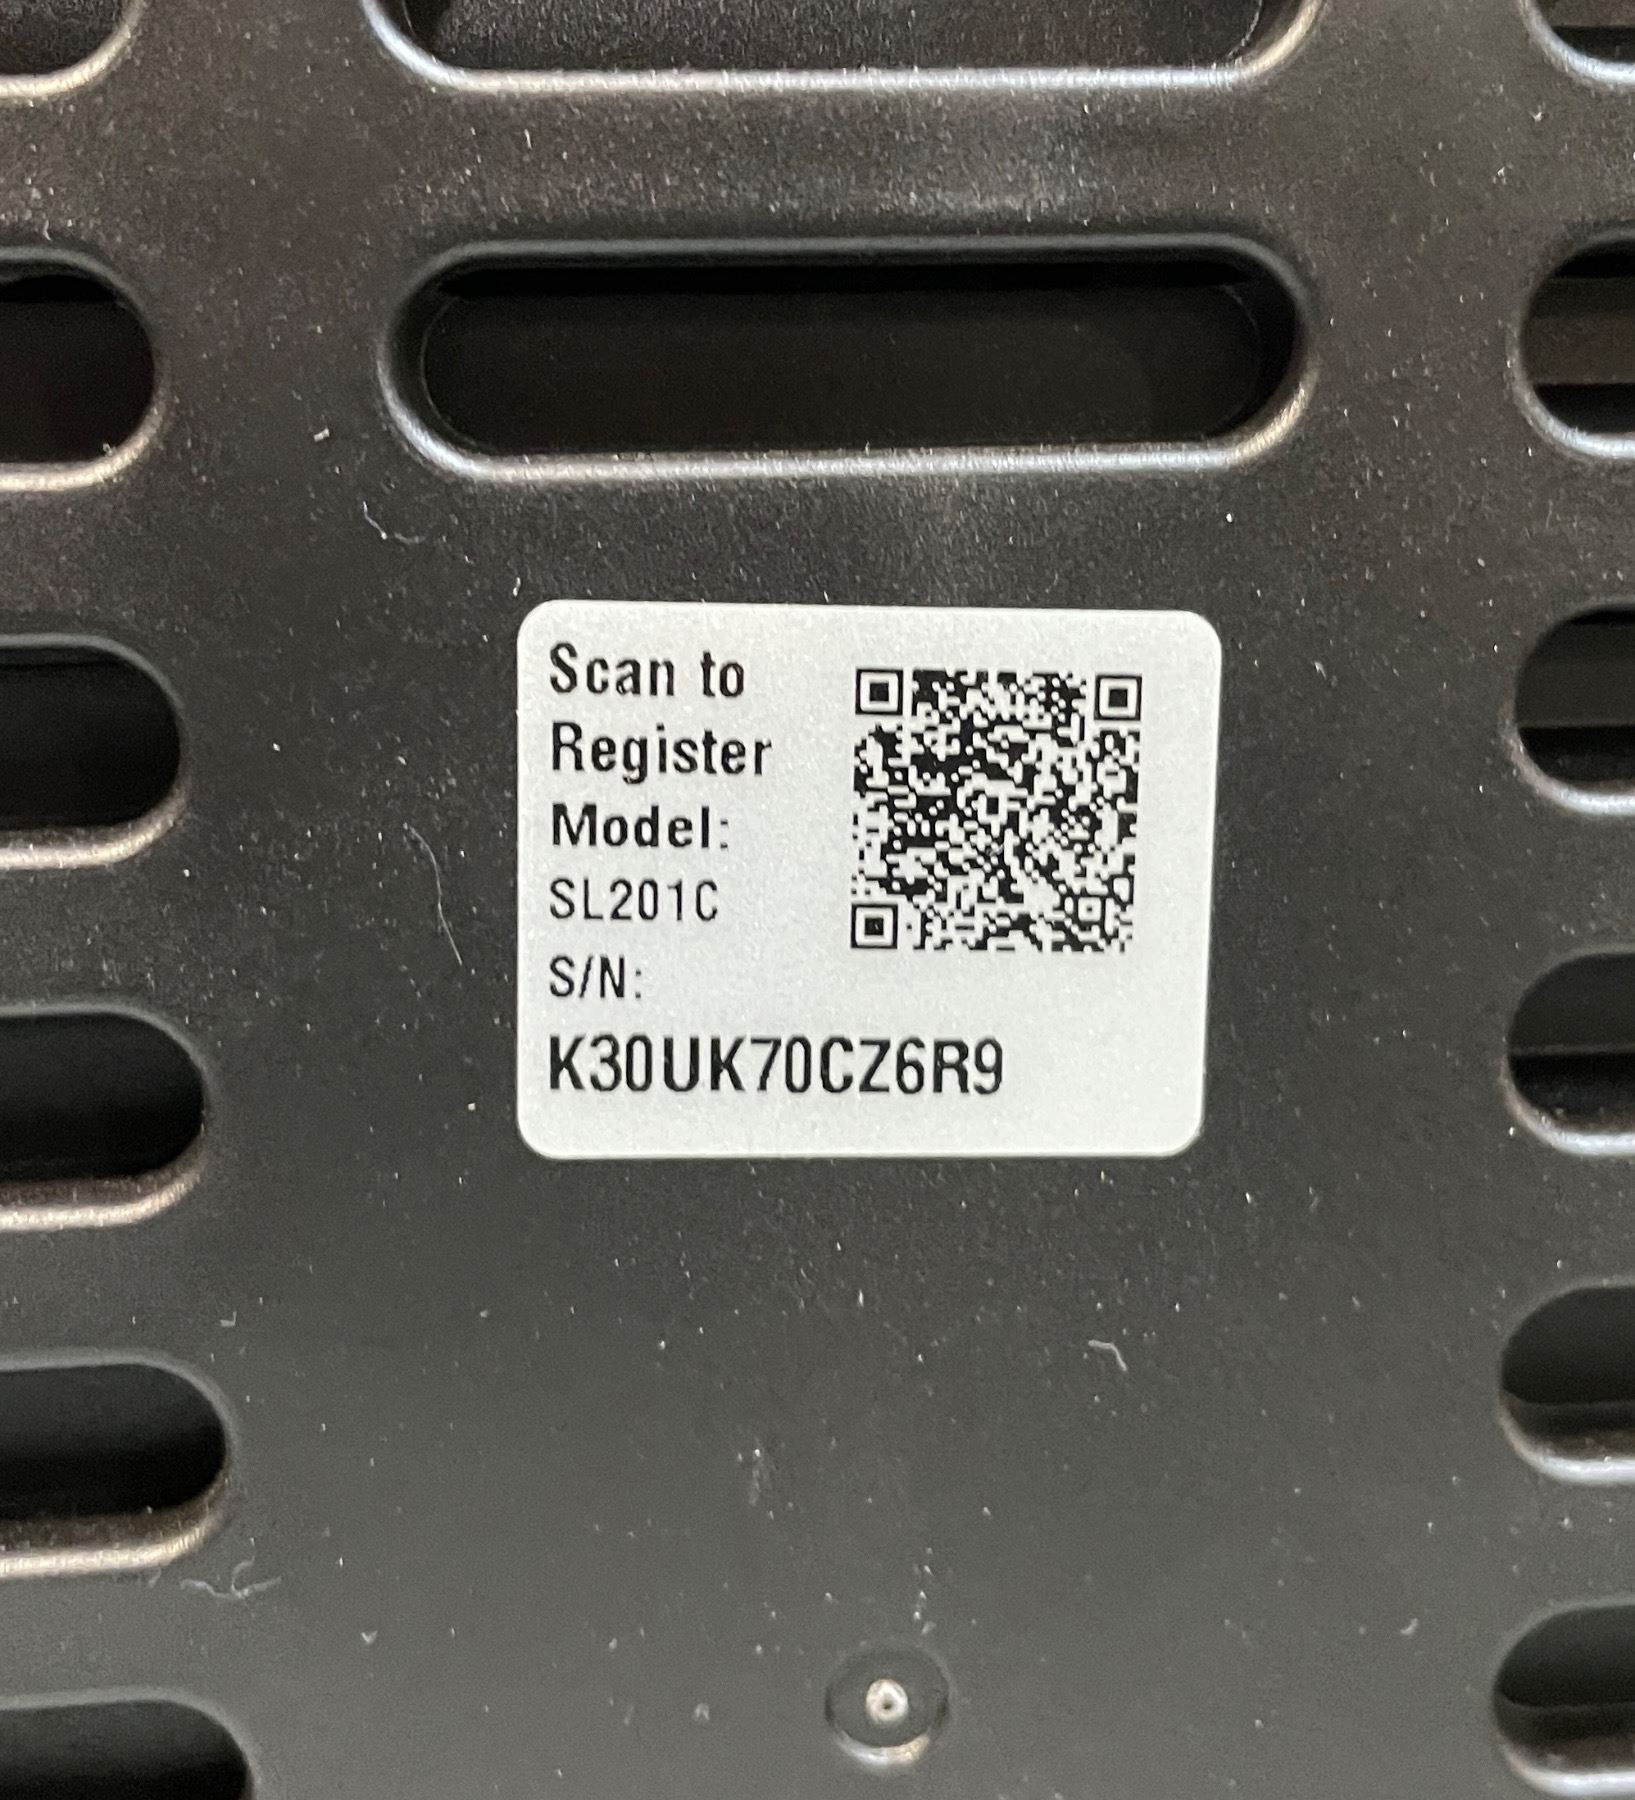 Scan to
Register
Model:
SL201C
S/N:
K30UK70CZ6R9